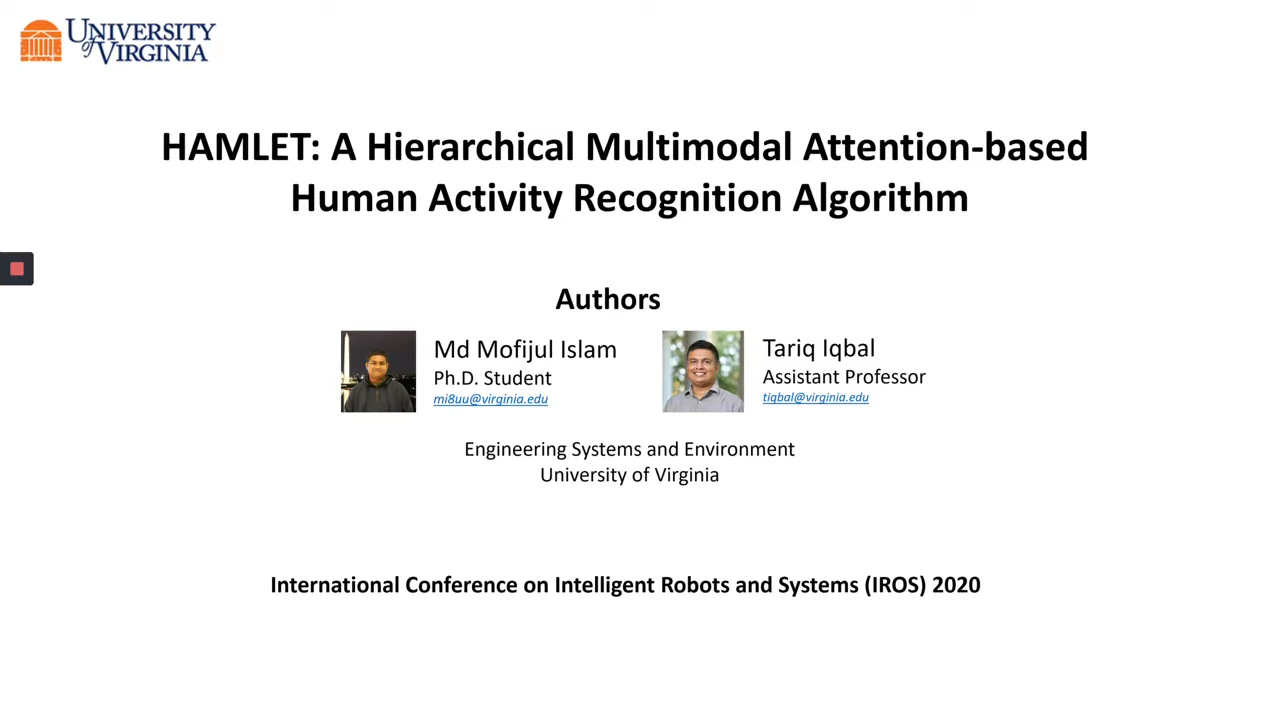 UNIVERSITY
of VIRGINIA
HAMLET: A Hierarchical Multimodal Attention-based
Human Activity Recognition Algorithm
Authors
Md Mofijul Islam
Ph.D. Student
mi8uu@virginia.edu
Tariq Iqbal
Assistant Professor
tiqbal@virginia.edu
Engineering Systems and Environment
University of Virginia
International Conference on Intelligent Robots and Systems (IROS) 2020